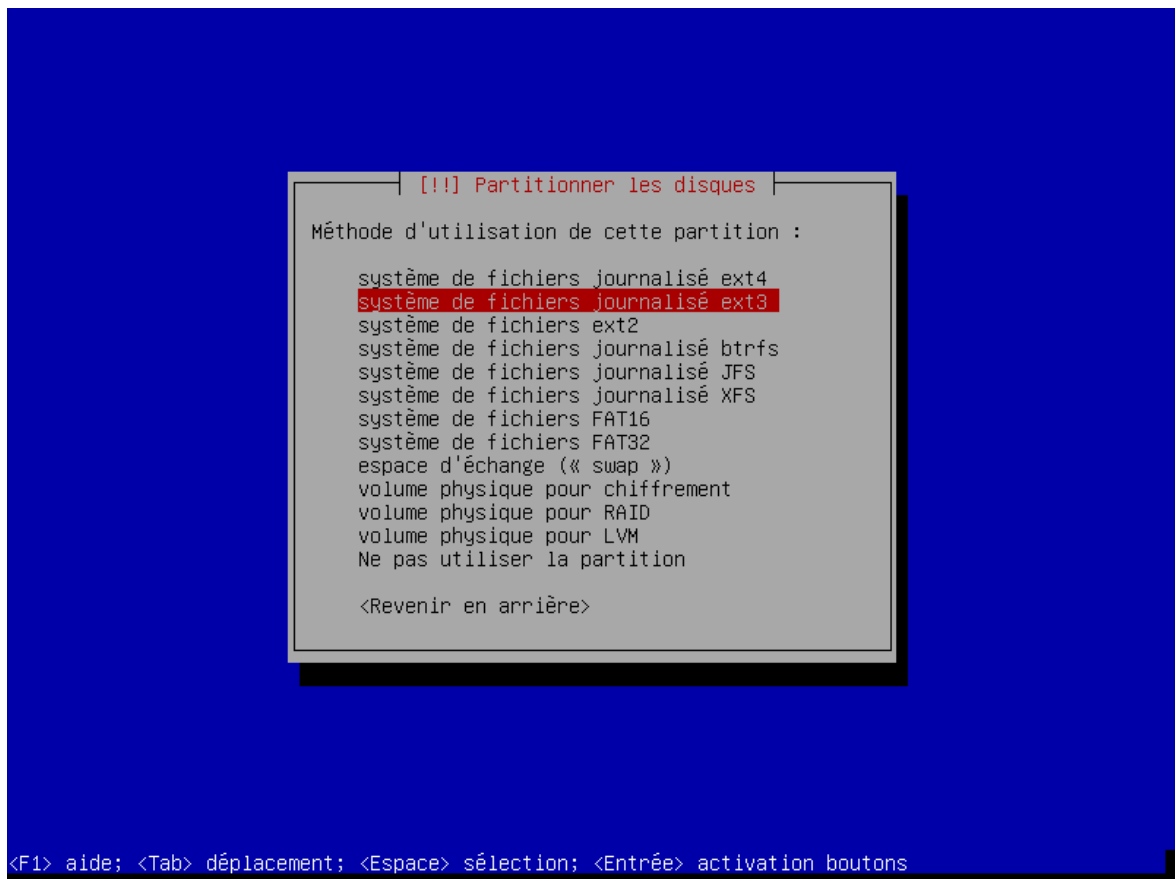 [!!] Partitionner les disques
Méthode d'utilisation de cette partition :
système de fichiers journalisé ext4
système de fichiers journalisé ext3
système de fichiers ext2
système de fichiers journalisé btrfs
système de fichiers journalisé JFS
système de fichiers journalisé XFS
système de fichiers FAT16
système de fichiers FAT32
espace d'échange (« swap »)
volume physique pour chiffrement
volume physique pour RAID
volume physique pour LVM
Ne pas utiliser la partition
<Revenir en arrière>
<F1> aide; <Tab> déplacement; <Espace> sélection; <Entrée> activation boutons